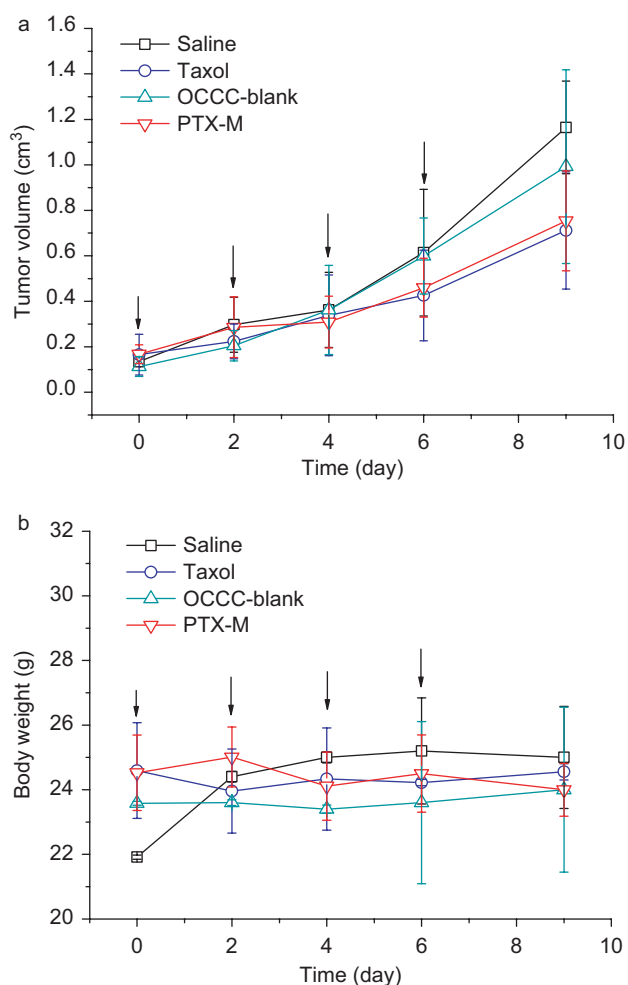 a
Saline
Taxol
OCCC-blank
PTX-M
1.6
1.4
1.2
1.0
0.8
0.6
0.4
0.2
0.0
Tumor volume (cm³)
0 2 4 6 8 10
Time (day)
b
Saline
Taxol
OCCC-blank
PTX-M
32
30
28
26
24
22
20
Body weight (g)
0 2 4 6 8 10
Time (day)